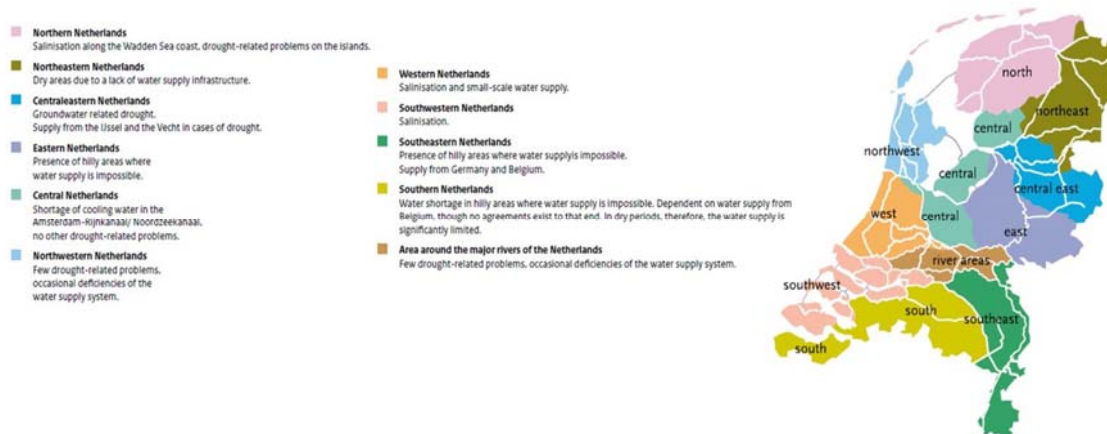 Northern Netherlands
Salinisation along the Wadden Sea coast, drought-related problems on the islands.
Northeastern Netherlands
Dry areas due to a lack of water supply infrastructure.
Centraleastern Netherlands
Groundwater related drought.
Supply from the IJssel and the Vecht in cases of drought.
Eastern Netherlands
Presence of hilly areas where
water supply is impossible.
Central Netherlands
Shortage of cooling water in the
Amsterdam-Rijnkanaal/ Noordzeekanaal,
no other drought-related problems.
Northwestern Netherlands
Few drought-related problems,
occasional deficiencies of the
water supply system.
Western Netherlands
Salinisation and small-scale water supply.
Southwestern Netherlands
Salinisation.
Southeastern Netherlands
Presence of hilly areas where water supplyis impossible.
Supply from Germany and Belgium.
Southern Netherlands
Water shortage in hilly areas where water supply is impossible. Dependent on water supply from
Belgium, though no agreements exist to that end. In dry periods, therefore, the water supply is
significantly limited.
Area around the major rivers of the Netherlands
Few drought-related problems, occasional deficiencies of the water supply system.
north
northeast
central
northwest
central
central east
west
central
east
river areas
southwest
south
southeast
south